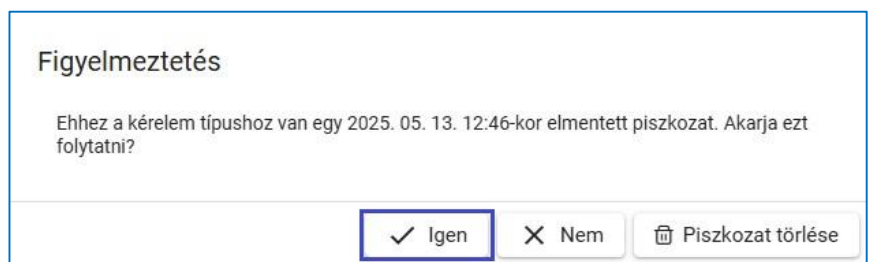 Figyelmeztetés
Ehhez a kérelem típushoz van egy 2025. 05. 13. 12:46-kor elmentett piszkozat. Akarja ezt
folytatni?
Igen
Nem
Piszkozat törlése